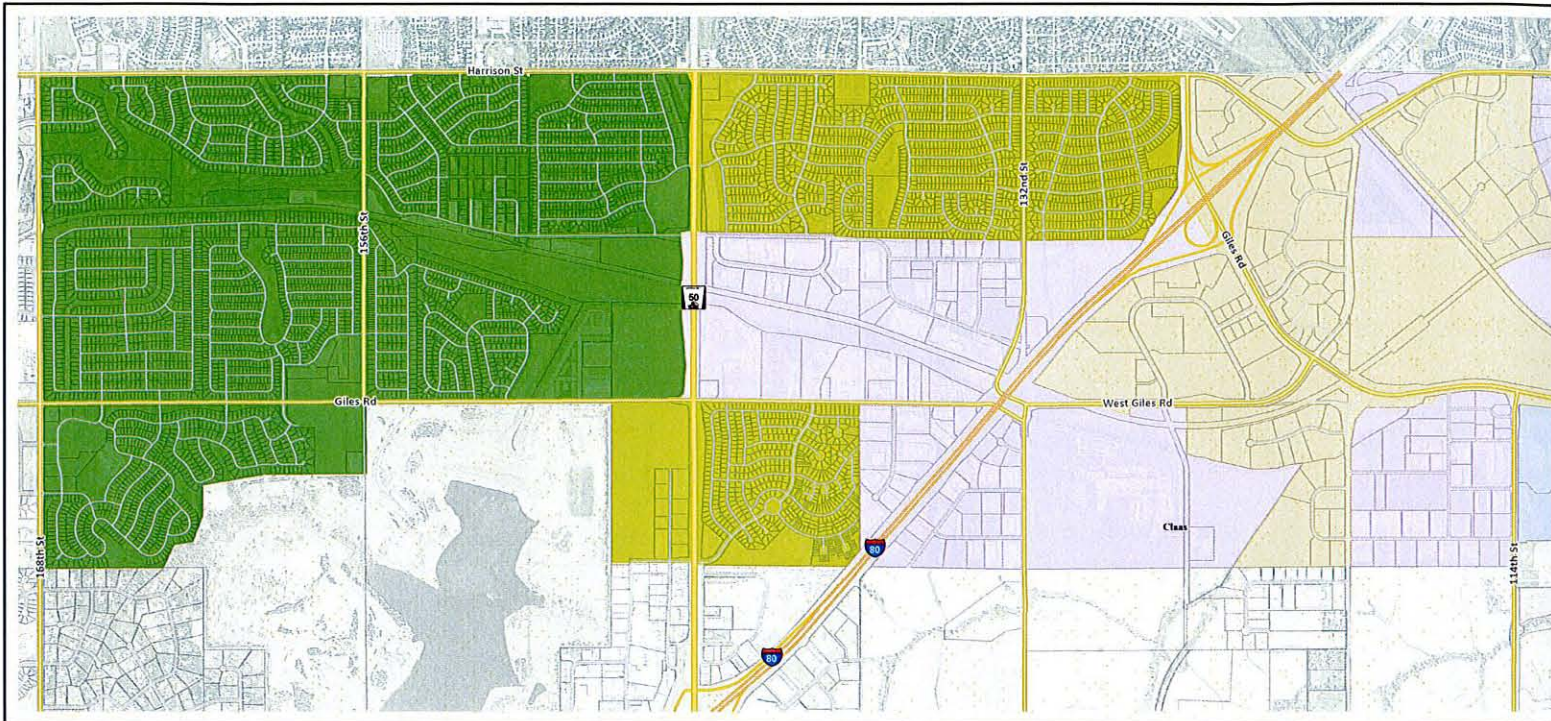 Harrison St
132nd St
156th St
Giles Rd
50
Giles Rd
West Giles Rd
Claas
80
168th St
114th St
80